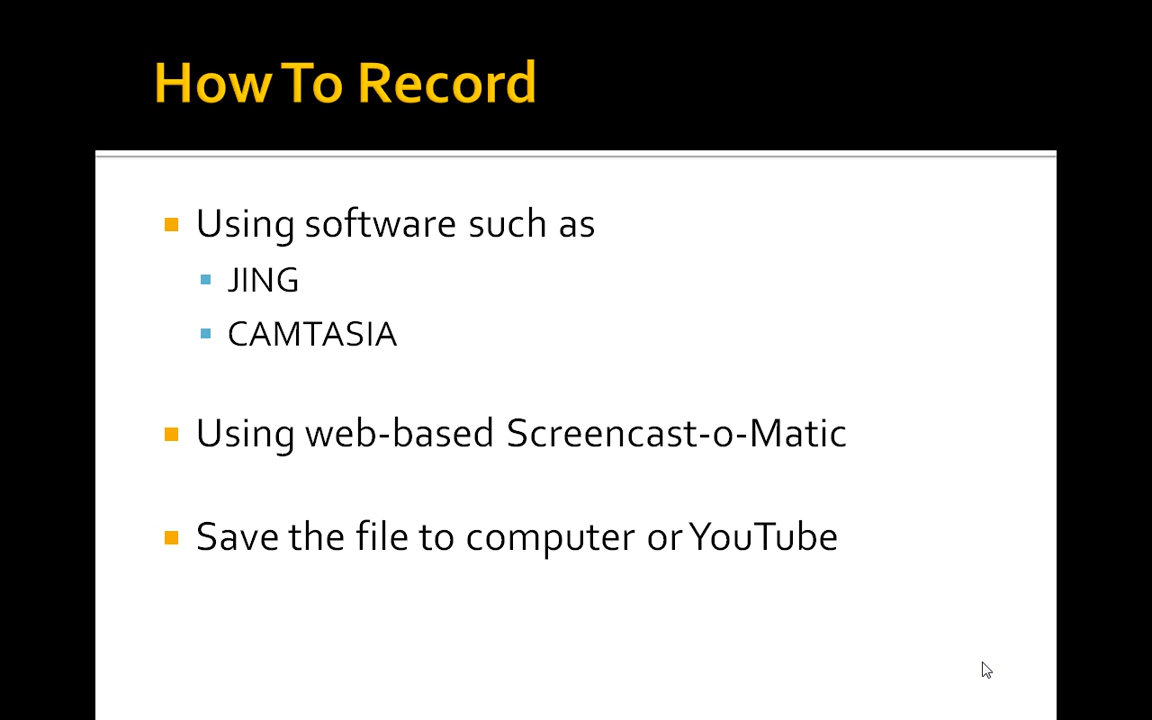 How To Record
Using software such as
JING
CAMTASIA
Using web-based Screencast-o-Matic
Save the file to computer or YouTube